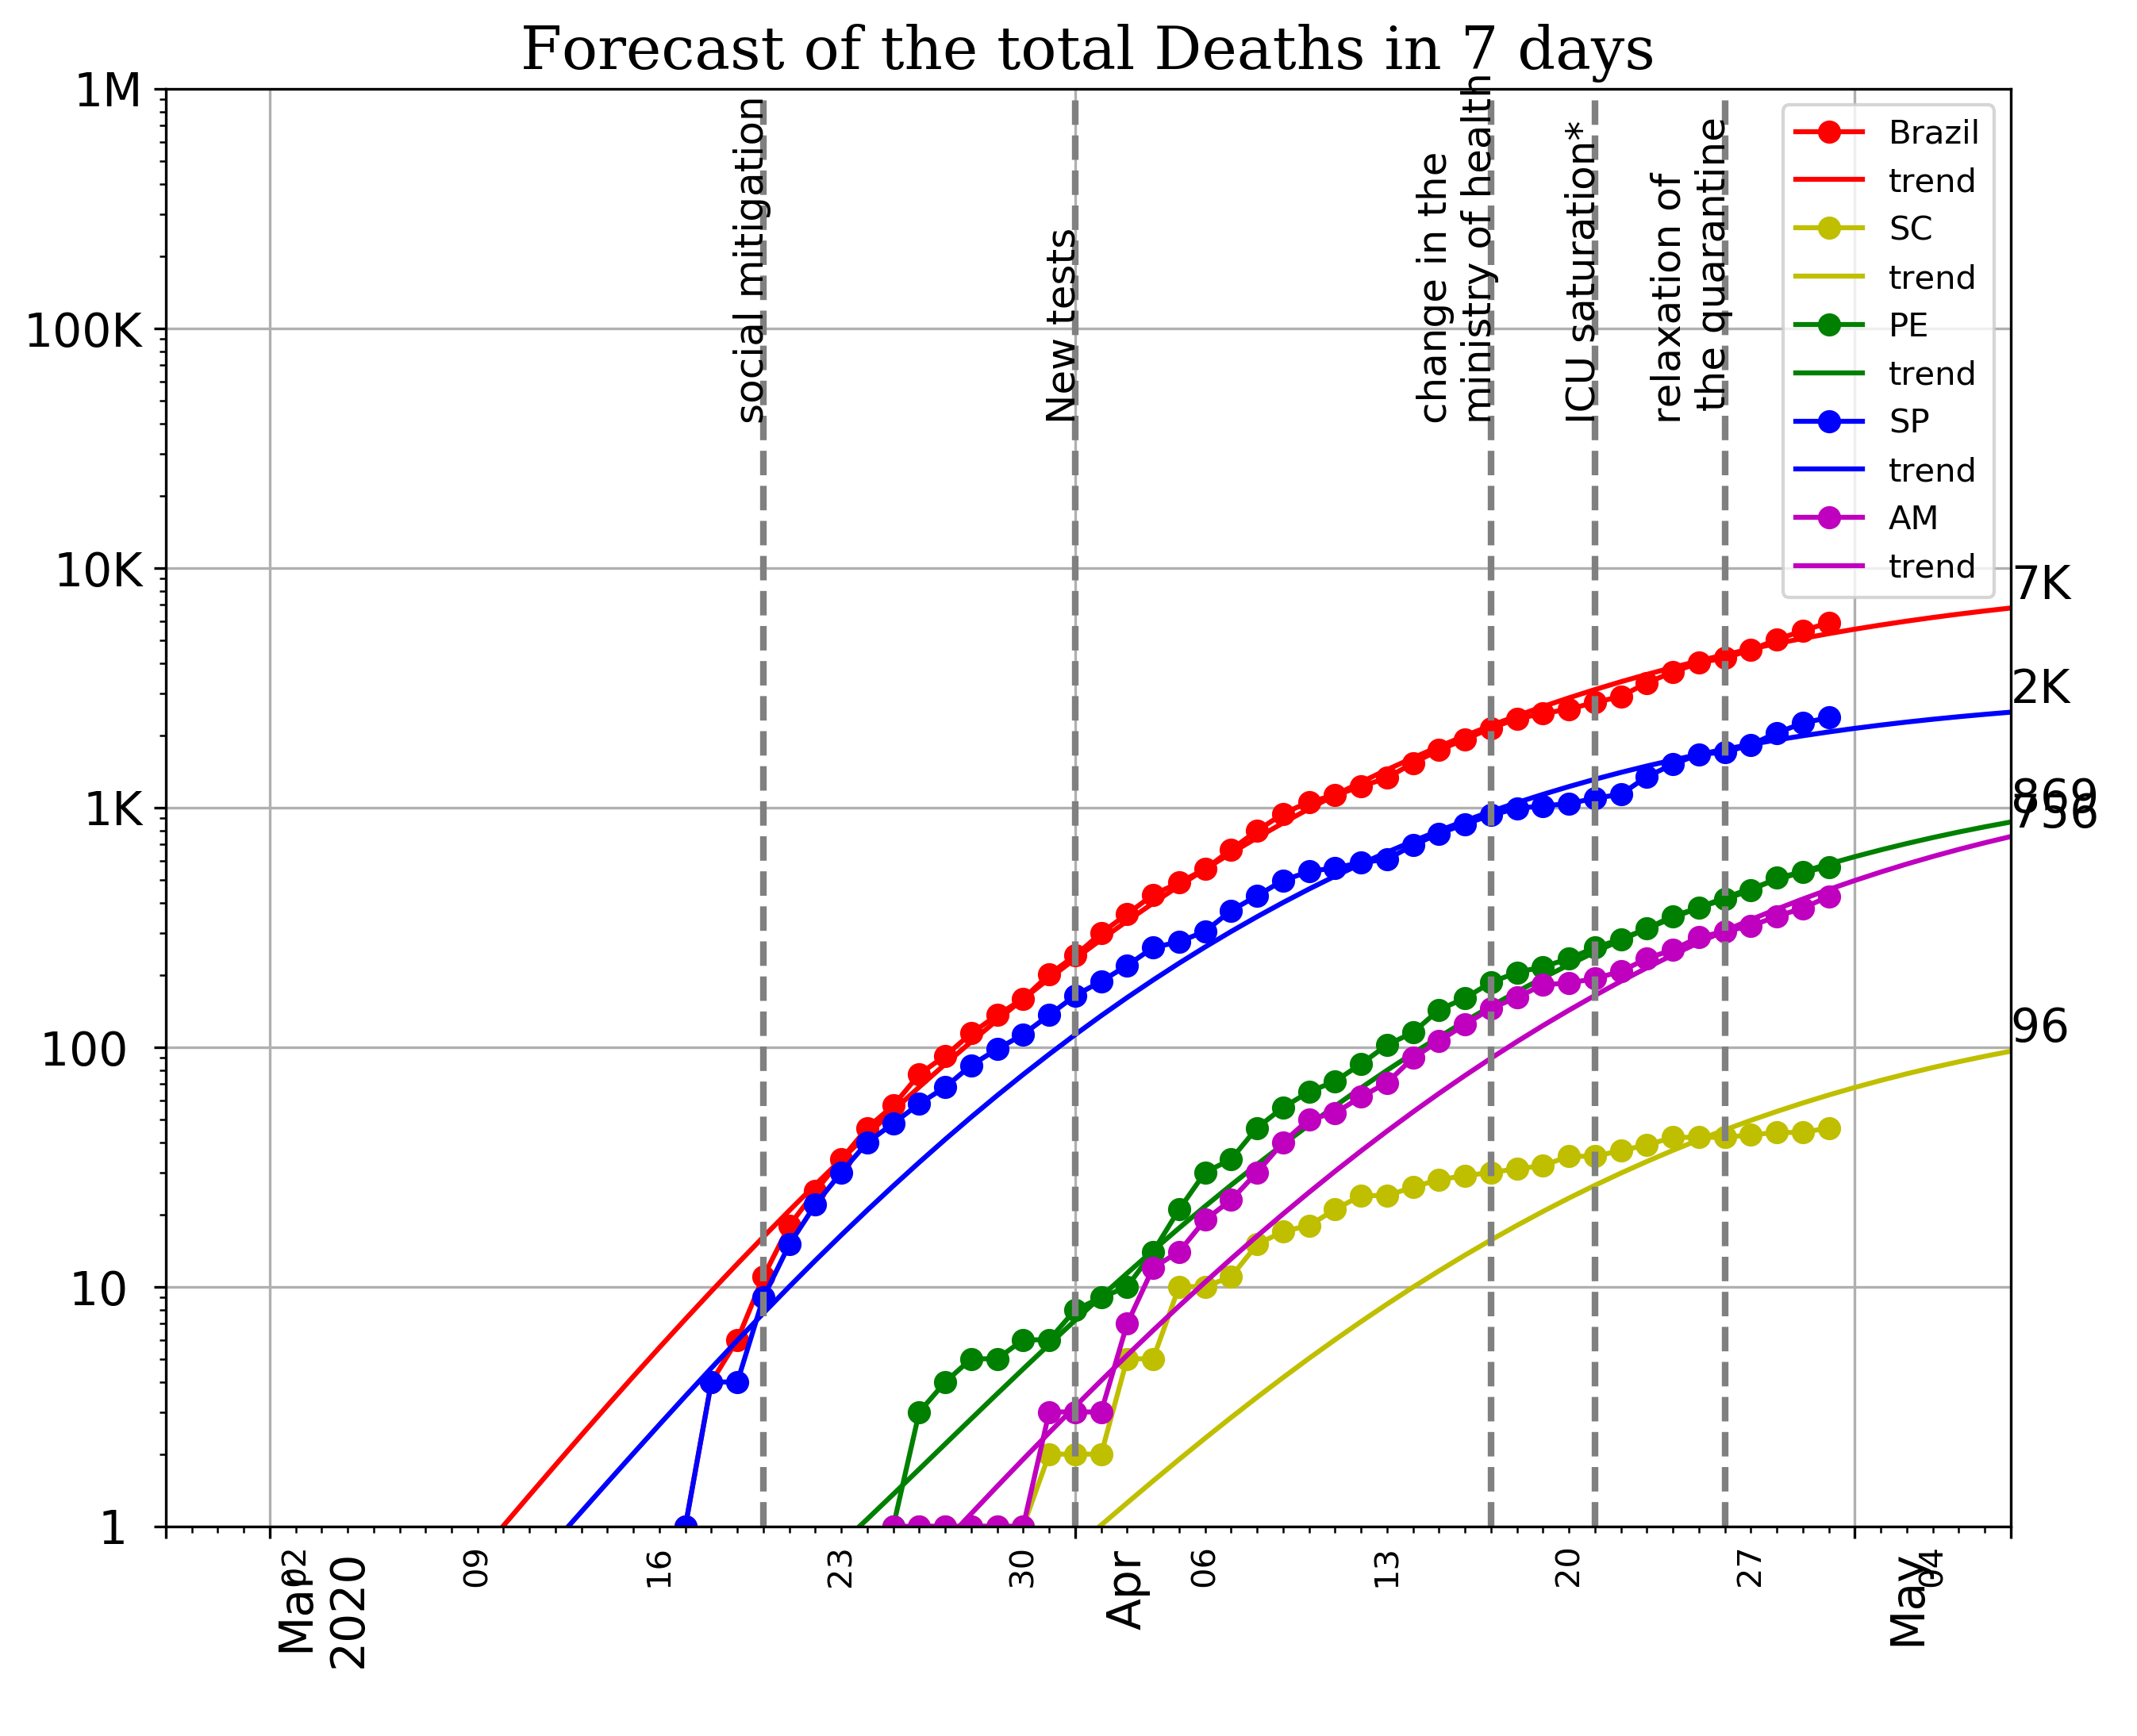 Forecast of the total Deaths in 7 days
1M
100K
10K
1K
100
10
1
social mitigation
New tests
change in the
ministry of health
ICU saturation*
relaxation of
the quarantine
Brazil
trend
SC
trend
PE
trend
SP
trend
AM
trend
7K
2K
869
756
96
02
09
16
23
30
06
13
20
27
04
Mar
2020
Apr
May